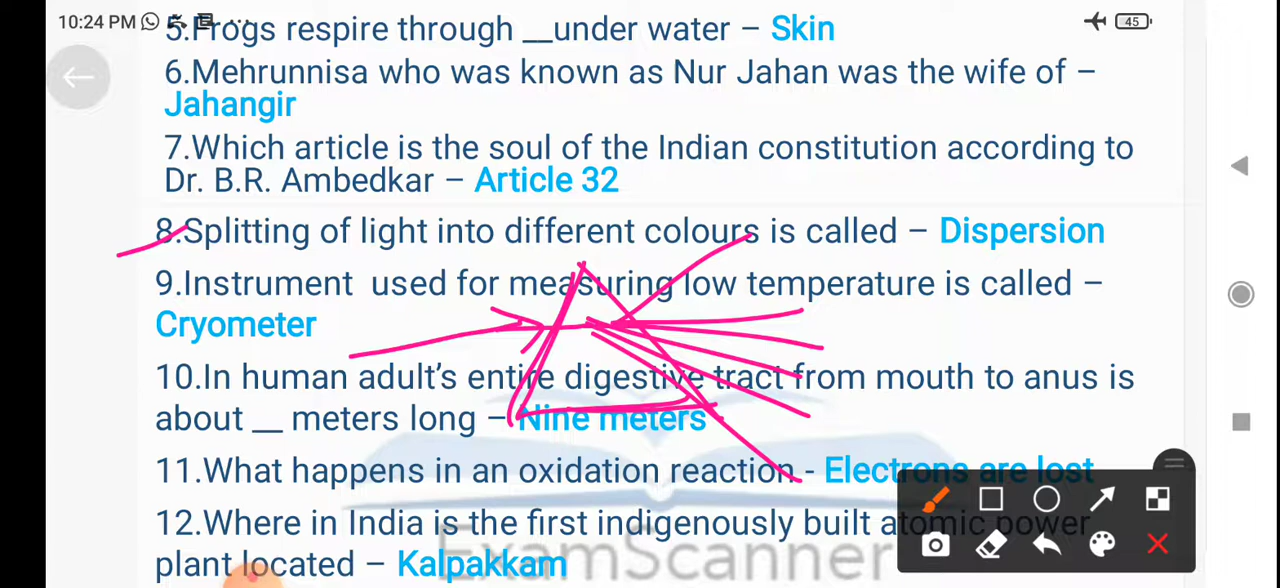 10:24 PM
45
5.Frogs respire through __under water – Skin
6.Mehrunnisa who was known as Nur Jahan was the wife of –
Jahangir
7.Which article is the soul of the Indian constitution according to
Dr. B.R. Ambedkar – Article 32
8.Splitting of light into different colours is called – Dispersion
9.Instrument used for measuring low temperature is called –
Cryometer
10.In human adult's entire digestive tract from mouth to anus is
about __ meters long – Nine meters
11.What happens in an oxidation reaction.- Electrons are lost
12.Where in India is the first indigenously built atomic power
plant located – Kalpakkam
ExamScanner